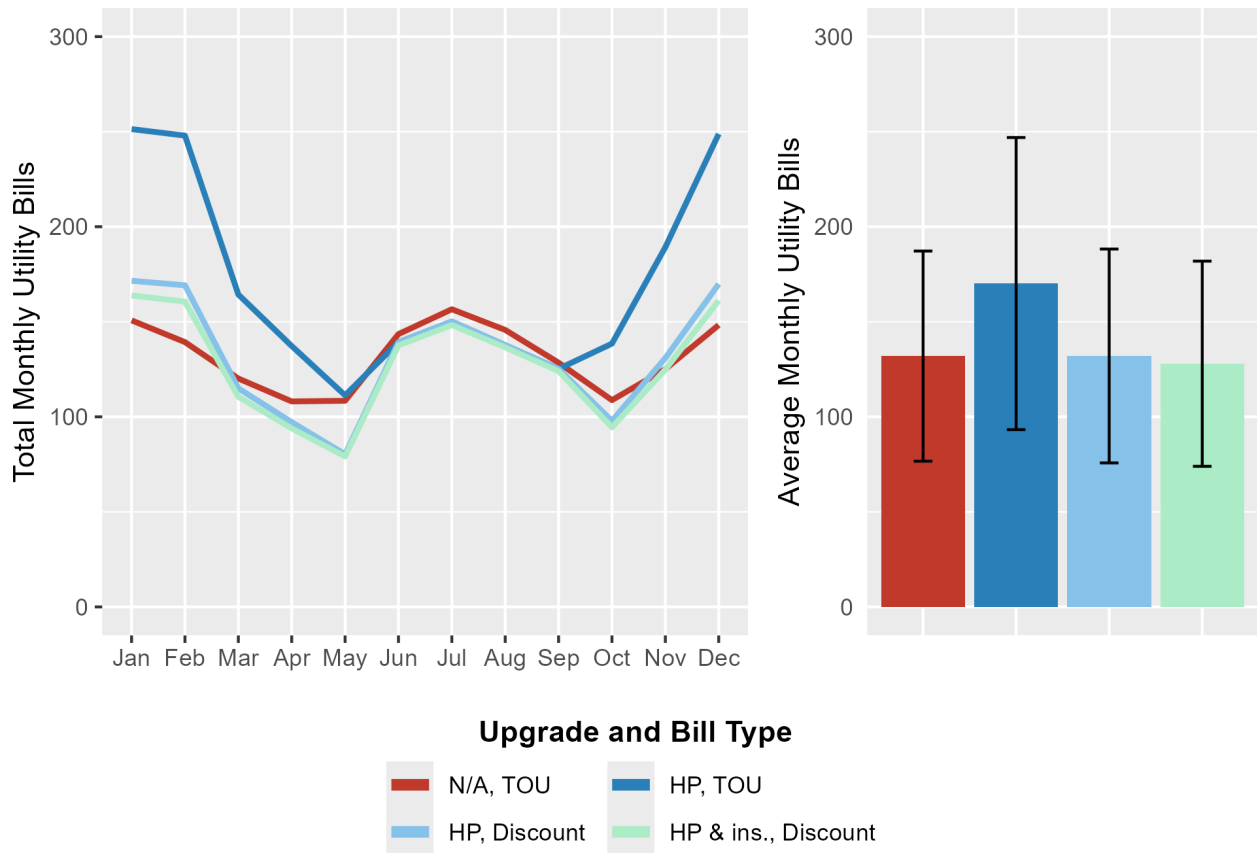 Total Monthly Utility Bills
300
200
100
0
Jan Feb Mar Apr May Jun Jul Aug Sep Oct Nov Dec
Average Monthly Utility Bills
300
200
100
0
Upgrade and Bill Type
N/A, TOU
HP, TOU
HP, Discount
HP & ins., Discount